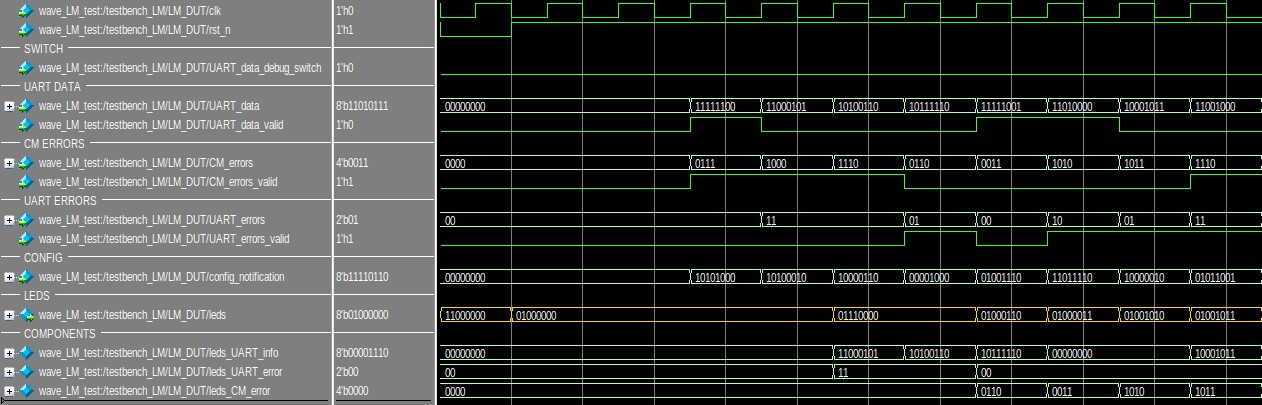 wave_LM_test:/testbench_LM/LM_DUT/clk 1'h0
wave_LM_test:/testbench_LM/LM_DUT/rst_n 1'h1
SWITCH
wave_LM_test:/testbench_LM/LM_DUT/UART_data_debug_switch 1'h0
UART DATA
wave_LM_test:/testbench_LM/LM_DUT/UART_data 8'b11010111 00000000 11111100 11000101 10100110 10111110 11111001 11010000 10001011 11001000
wave_LM_test:/testbench_LM/LM_DUT/UART_data_valid 1'h0
CM ERRORS
wave_LM_test:/testbench_LM/LM_DUT/CM_errors 4'b0011 0000 0111 1000 1110 0110 0011 1010 1011 1110
wave_LM_test:/testbench_LM/LM_DUT/CM_errors_valid 1'h1
UART ERRORS
wave_LM_test:/testbench_LM/LM_DUT/UART_errors 2'b01 00 11 01 00 10 01 11
wave_LM_test:/testbench_LM/LM_DUT/UART_errors_valid 1'h1
CONFIG
wave_LM_test:/testbench_LM/LM_DUT/config_notification 8'b11110110 00000000 10101000 10100010 10000110 00001000 01001110 11011110 10000010 01011001
LEDS
wave_LM_test:/testbench_LM/LM_DUT/leds 8'b01000000 11000000 01000000 01110000 01000110 01000011 01001010 01001011
COMPONENTS
wave_LM_test:/testbench_LM/LM_DUT/leds_UART_info 8'b00001110 00000000 11000101 10100110 10111110 00000000 10001011
wave_LM_test:/testbench_LM/LM_DUT/leds_UART_error 2'b00 00 11 00
wave_LM_test:/testbench_LM/LM_DUT/leds_CM_error 4'b0000 0000 0110 0011 1010 1011